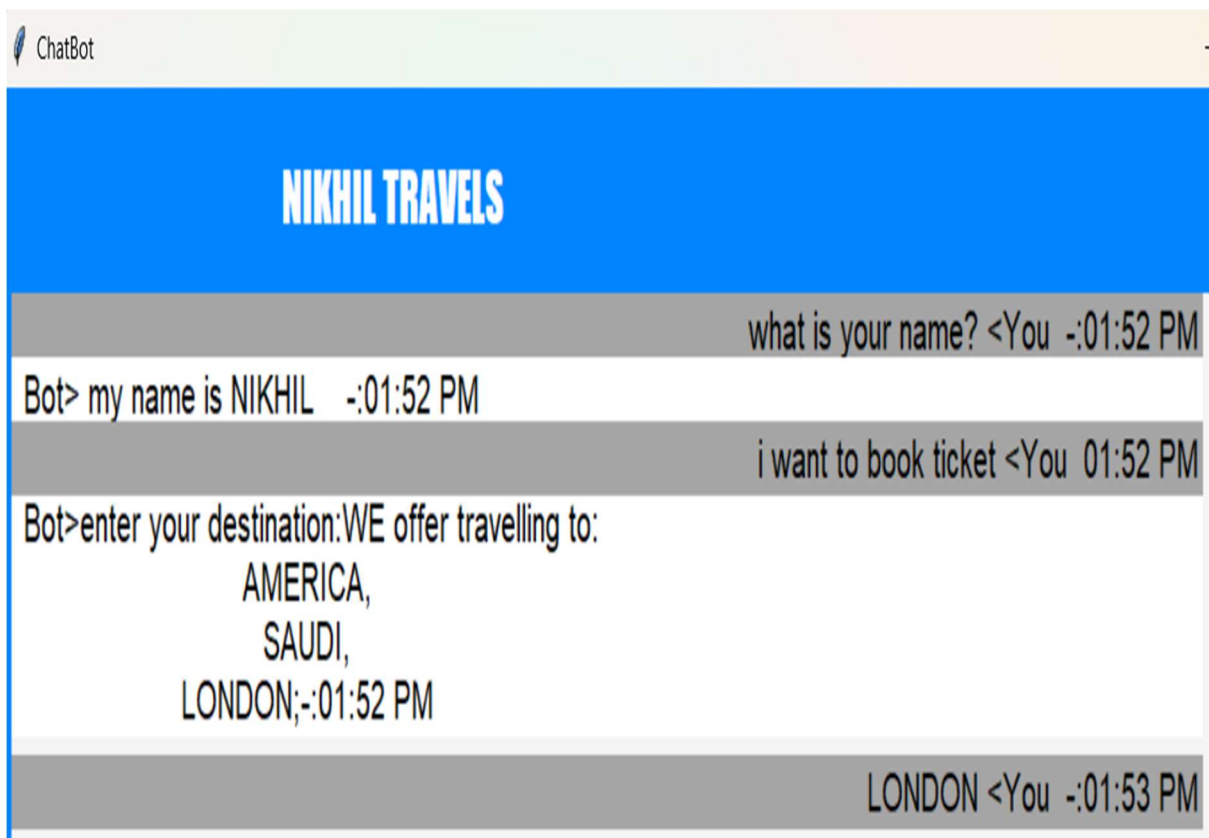 ChatBot
NIKHIL TRAVELS
what is your name? <You -:01:52 PM
Bot> my name is NIKHIL -:01:52 PM
i want to book ticket <You 01:52 PM
Bot>enter your destination:WE offer travelling to:
AMERICA,
SAUDI,
LONDON;-:01:52 PM
LONDON <You -:01:53 PM